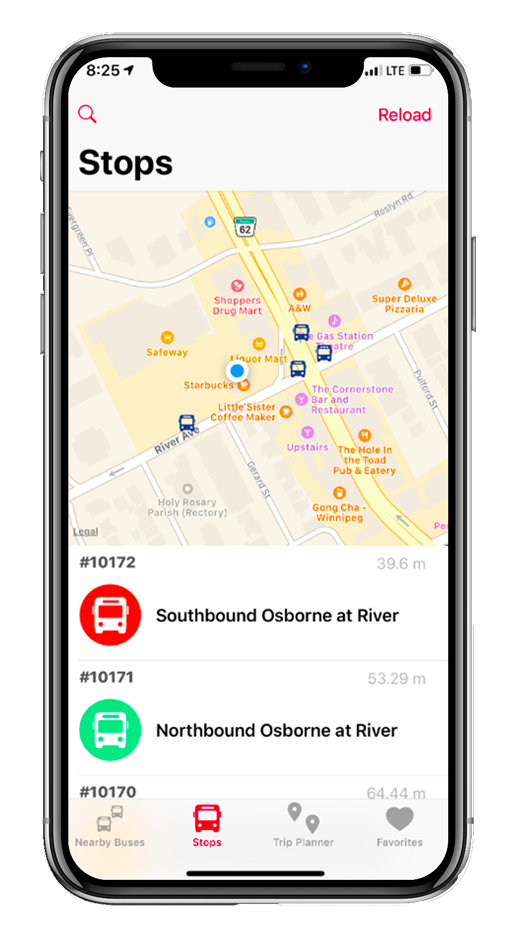 8:25
LTE
Reload
Stops
Evergreen Pl
Roslyn Rd
62
Shoppers
Drug Mart
A&W
Super Deluxe
Pizzaria
e Gas Station
Theatre
Safeway
Liquor Mart
Starbucks
The Cornerstone
Bar and
Restaurant
Pulford St
Little Sister
Coffee Maker
River Ave
Upstairs
The Hole In
the Toad
Pub & Eatery
Gerard St
Holy Rosary
Parish (Rectory)
Gong Cha -
Winnipeg
Legal
#10172
39.6 m
Southbound Osborne at River
#10171
53.29 m
Northbound Osborne at River
#10170
64.44 m
Nearby Buses
Stops
Trip Planner
Favorites